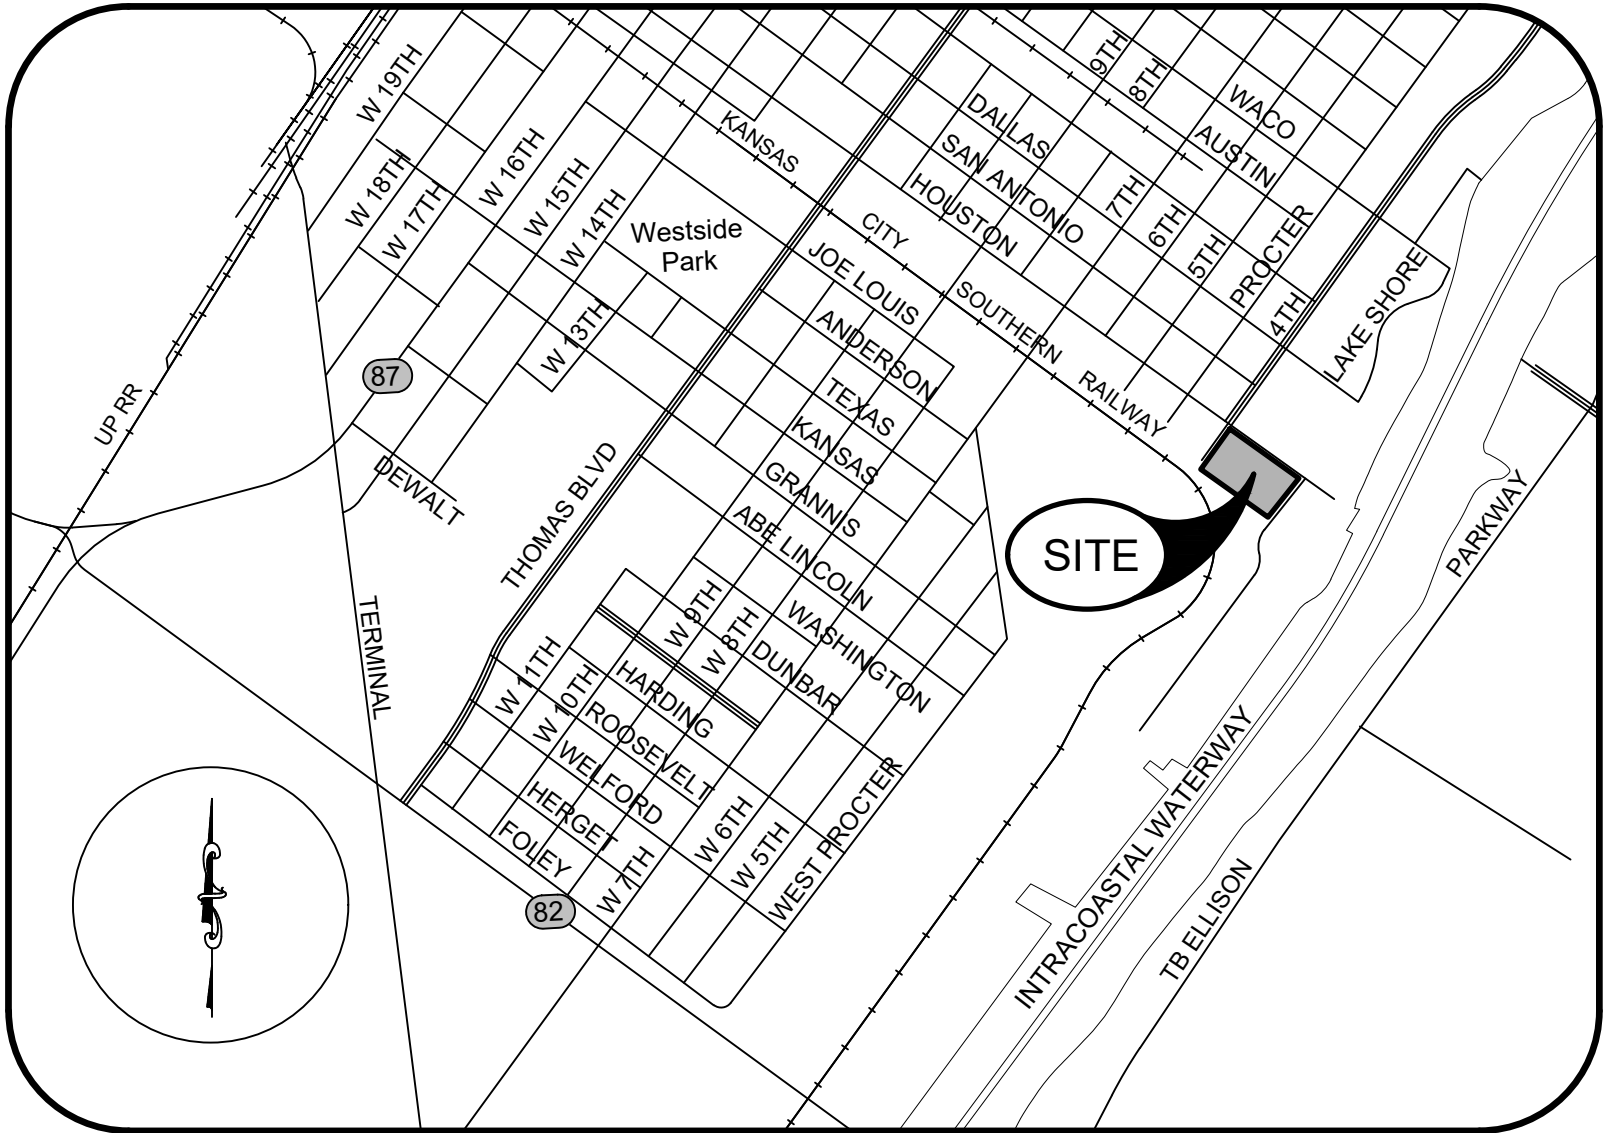 W 19TH
9TH
8TH
WACO
KANSAS
DALLAS
AUSTIN
W 16TH
SAN ANTONIO
W 18TH
W 15TH
HOUSTON
7TH
W 17TH
W 14TH
6TH
Westside
Park
CITY
5TH
PROCTER
JOE LOUIS
SOUTHERN
4TH
LAKE SHORE
W 13TH
ANDERSON
87
RAILWAY
TEXAS
UP RR
KANSAS
DEWALT
GRANNIS
THOMAS BLVD
ABE LINCOLN
SITE
PARKWAY
TERMINAL
W 9TH
W 8TH
WASHINGTON
W 11TH
DUNBAR
W 10TH
HARDING
ROOSEVELT
WELFORD
INTRACOASTAL WATERWAY
WEST PROCTER
HERGET
W 6TH
FOLEY
W 5TH
W 7TH
82
TB ELLISON